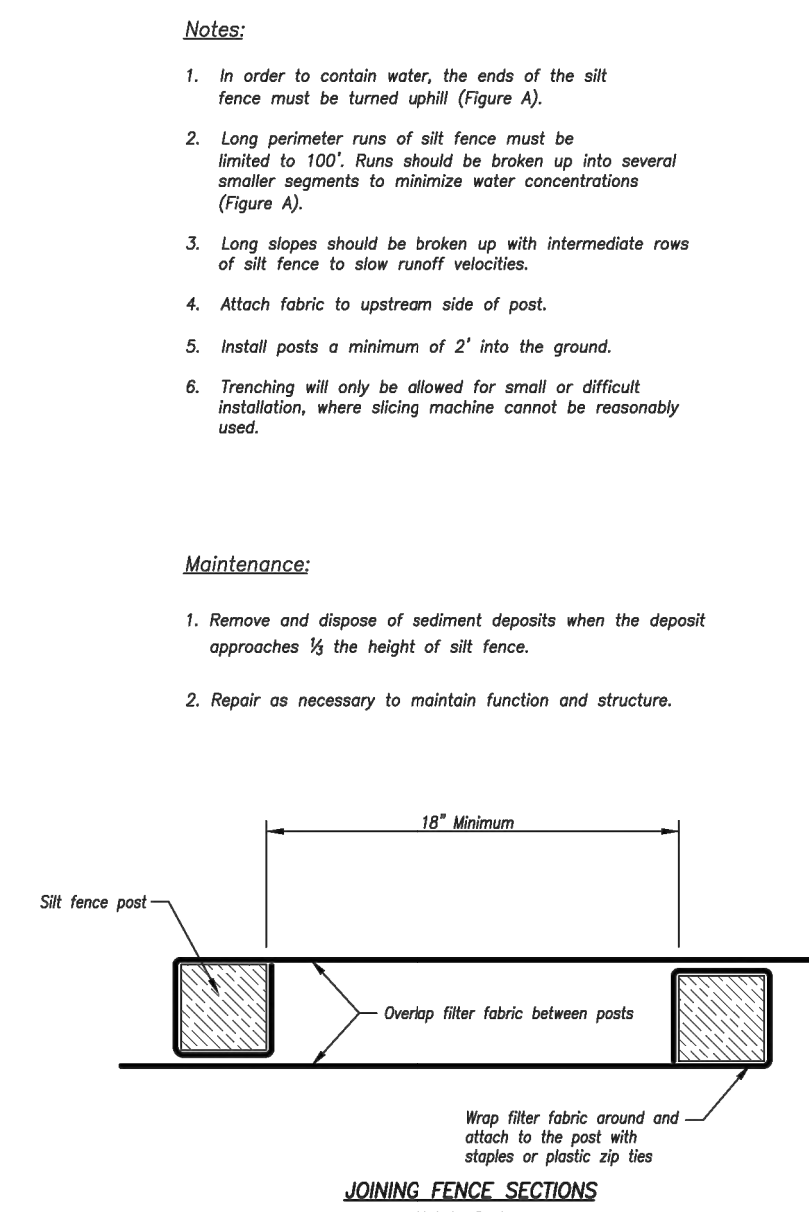 Notes:
1. In order to contain water, the ends of the silt
fence must be turned uphill (Figure A).
2. Long perimeter runs of silt fence must be
limited to 100'. Runs should be broken up into several
smaller segments to minimize water concentrations
(Figure A).
3. Long slopes should be broken up with intermediate rows
of silt fence to slow runoff velocities.
4. Attach fabric to upstream side of post.
5. Install posts a minimum of 2' into the ground.
6. Trenching will only be allowed for small or difficult
installation, where slicing machine cannot be reasonably
used.
Maintenance:
1. Remove and dispose of sediment deposits when the deposit
approaches ⅓ the height of silt fence.
2. Repair as necessary to maintain function and structure.
18" Minimum
Silt fence post
Overlap filter fabric between posts
Wrap filter fabric around and
attach to the post with
staples or plastic zip ties
JOINING FENCE SECTIONS